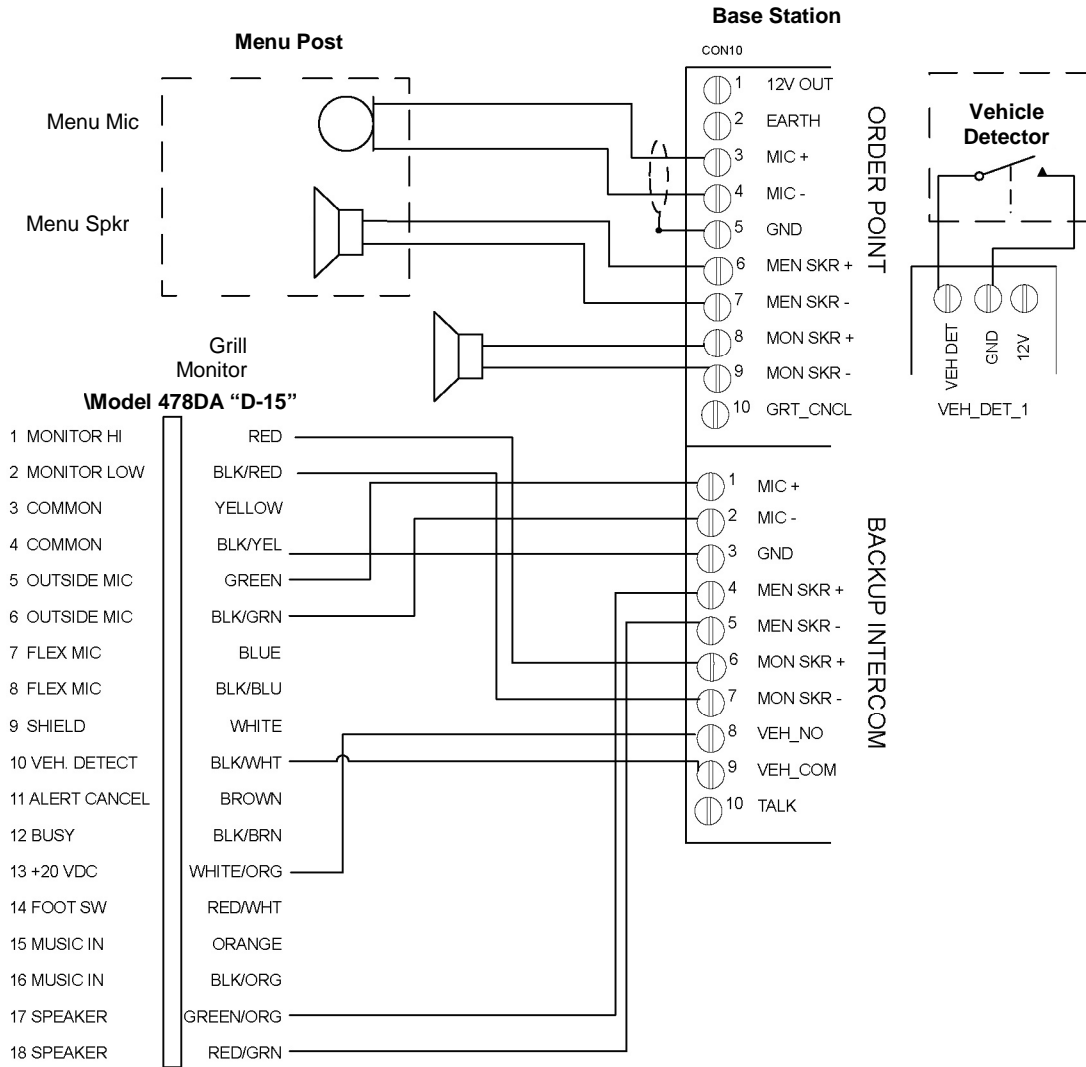 Base Station
Menu Post
CON10
Menu Mic
Menu Spkr
1 12V OUT
2 EARTH
3 MIC +
4 MIC -
5 GND
6 MEN SKR +
7 MEN SKR -
8 MON SKR +
9 MON SKR -
10 GRT_CNCL
ORDER POINT
Vehicle
Detector
VEH DET
GND
12V
VEH_DET_1
Grill
Monitor
\Model 478DA “D-15”
1 MONITOR HI RED
2 MONITOR LOW BLK/RED
3 COMMON YELLOW
4 COMMON BLK/YEL
5 OUTSIDE MIC GREEN
6 OUTSIDE MIC BLK/GRN
7 FLEX MIC BLUE
8 FLEX MIC BLK/BLU
9 SHIELD WHITE
10 VEH. DETECT BLK/WHT
11 ALERT CANCEL BROWN
12 BUSY BLK/BRN
13 +20 VDC WHITE/ORG
14 FOOT SW RED/WHT
15 MUSIC IN ORANGE
16 MUSIC IN BLK/ORG
17 SPEAKER GREEN/ORG
18 SPEAKER RED/GRN
1 MIC +
2 MIC -
3 GND
4 MEN SKR +
5 MEN SKR -
6 MON SKR +
7 MON SKR -
8 VEH_NO
9 VEH_COM
10 TALK
BACKUP INTERCOM